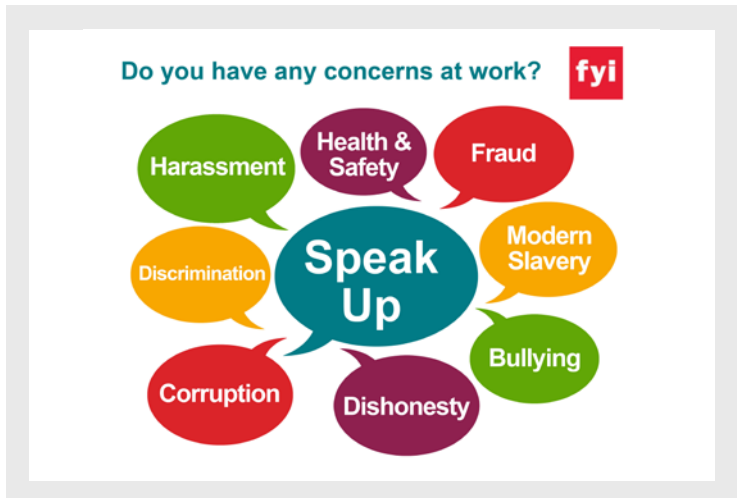 Do you have any concerns at work?
fyi
Harassment
Health &
Safety
Fraud
Discrimination
Speak
Up
Modern
Slavery
Corruption
Dishonesty
Bullying